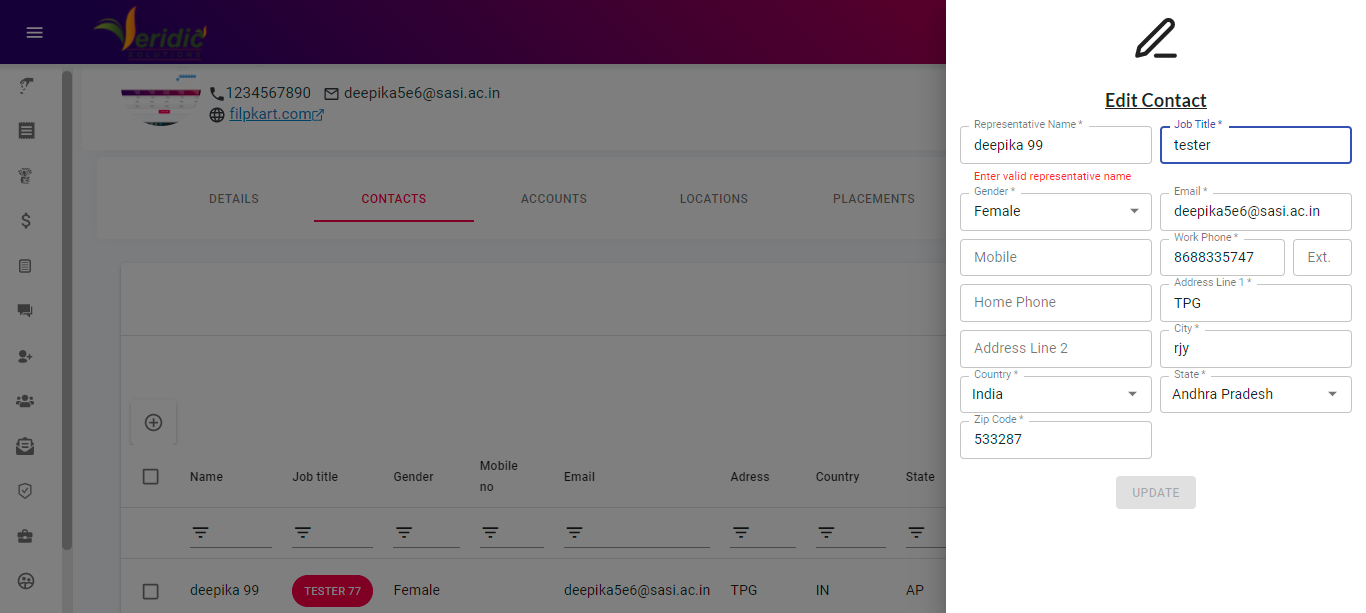 eridic
SOLUTIONS
1234567890 deepika5e6@sasi.ac.in
filpkart.com
DETAILS CONTACTS ACCOUNTS LOCATIONS PLACEMENTS
Name Job title Gender Mobile no Email Adress Country State
deepika 99 TESTER 77 Female deepika5e6@sasi.ac.in TPG IN AP
Edit Contact
Representative Name * Job Title *
deepika 99 tester
Enter valid representative name
Gender * Email *
Female deepika5e6@sasi.ac.in
Work Phone *
Mobile 8688335747 Ext.
Address Line 1 *
Home Phone TPG
City *
Address Line 2 rjy
Country * State *
India Andhra Pradesh
Zip Code *
533287
UPDATE